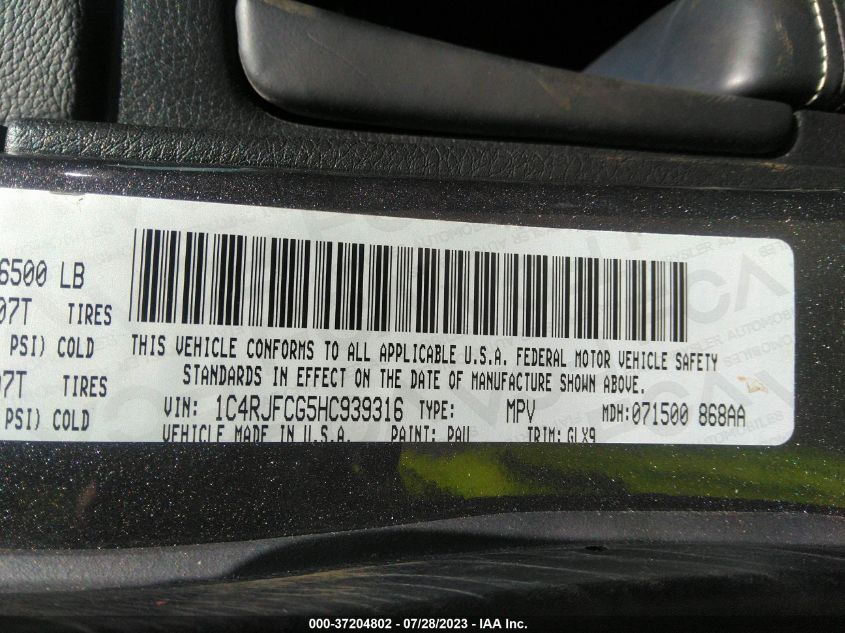 6500 LB
07T TIRES
PSI) COLD
07T TIRES
PSI) COLD
THIS VEHICLE CONFORMS TO ALL APPLICABLE U.S.A. FEDERAL MOTOR VEHICLE SAFETY
STANDARDS IN EFFECT ON THE DATE OF MANUFACTURE SHOWN ABOVE.
VIN: 1C4RJFCG5HC939316 TYPE: MPV MDH: 071500 868AA
VEHICLE MADE IN U.S.A. PAINT: PAU TRIM: GLX9
000-37204802 / 07/28/2023 / IAA Inc.